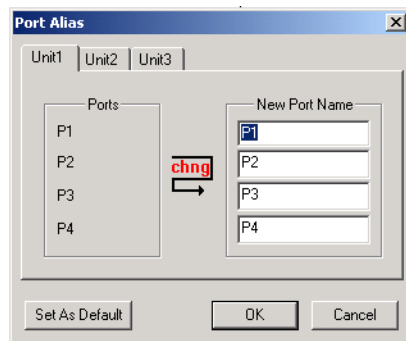 Port Alias
Unit1 Unit2 Unit3
Ports New Port Name
P1 P1
P2 chng P2
P3 P3
P4 P4
Set As Default OK Cancel